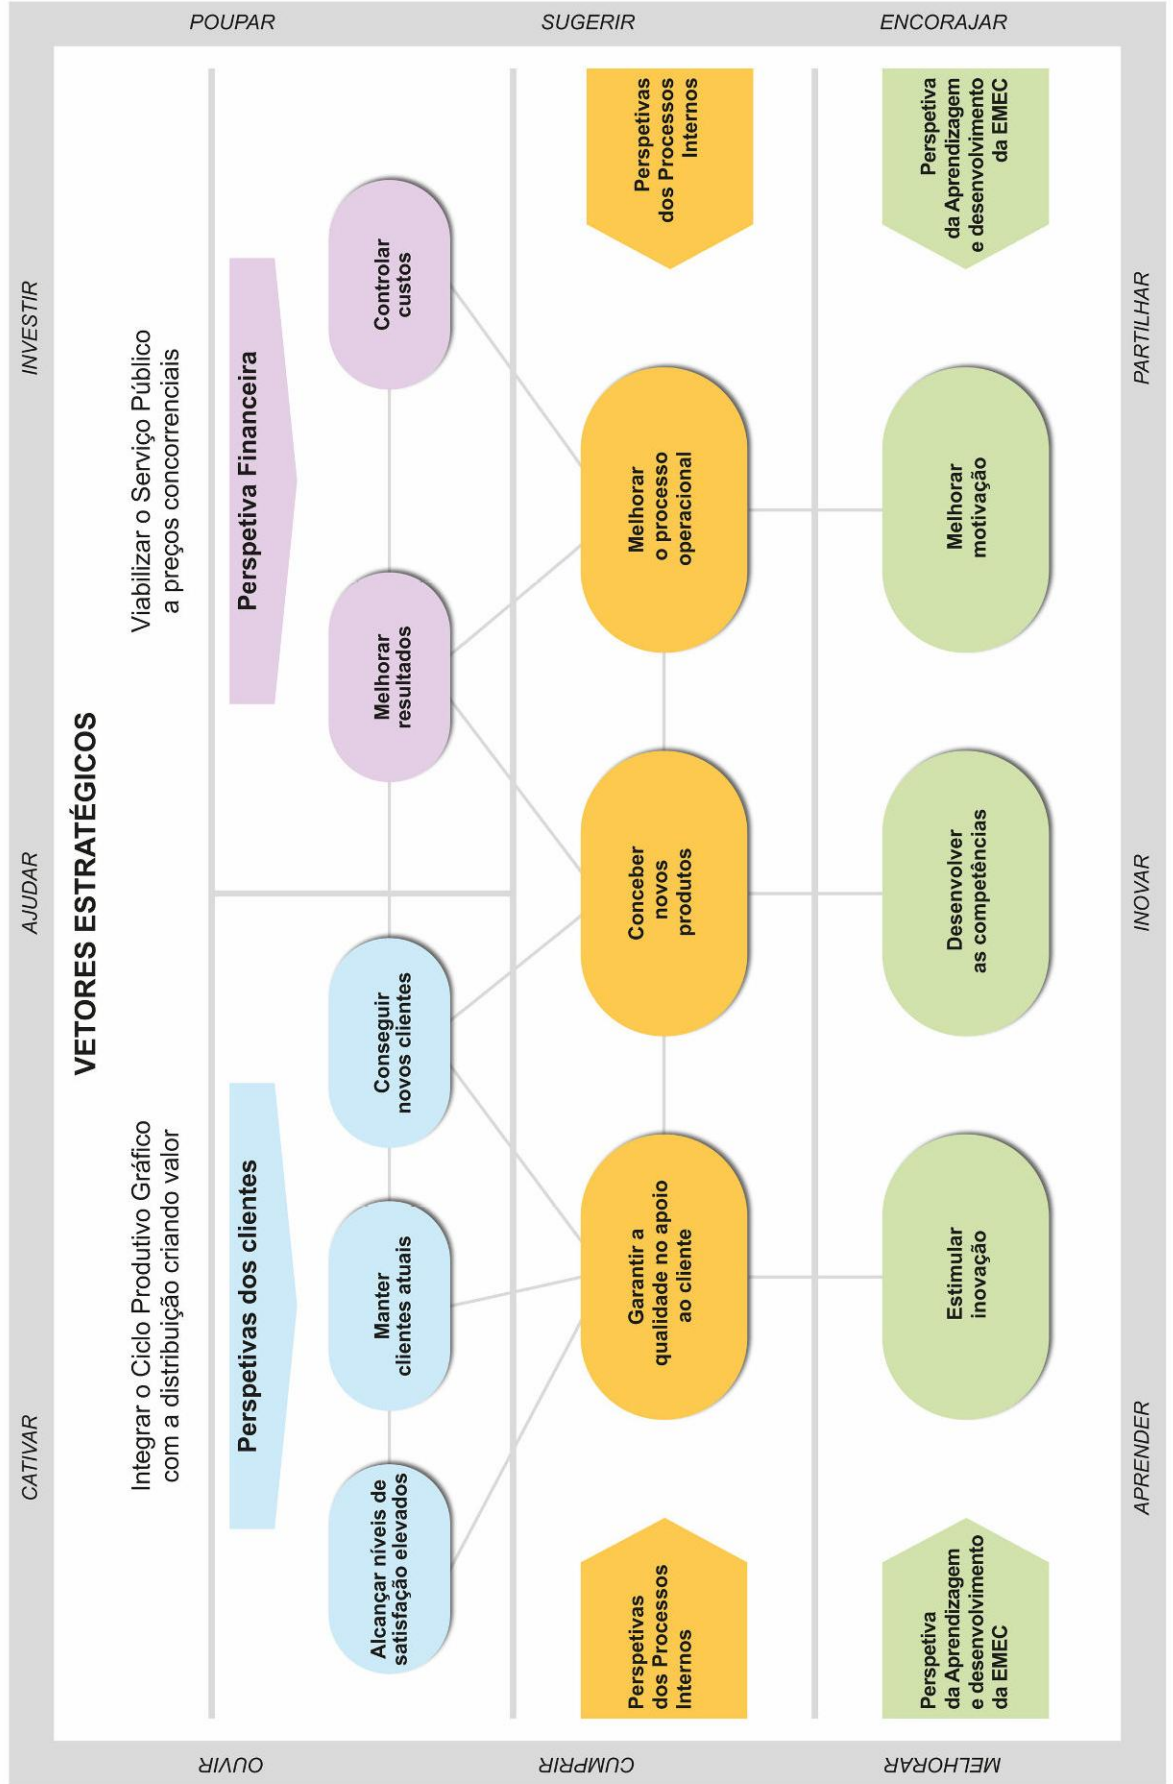 CATIVAR
AJUDAR
INVESTIR
VETORES ESTRATÉGICOS
Integrar o Ciclo Produtivo Gráfico
com a distribuição criando valor
Viabilizar o Serviço Público
a preços concorrenciais
OUVIR
POUPAR
Perspetivas dos clientes
Perspetiva Financeira
Alcançar níveis de
satisfação elevados
Manter
clientes atuais
Conseguir
novos clientes
Melhorar
resultados
Controlar
custos
CUMPRIR
SUGERIR
Perspetivas
dos Processos
Internos
Garantir a
qualidade no apoio
ao cliente
Conceber
novos
produtos
Melhorar
o processo
operacional
Perspetivas
dos Processos
Internos
MELHORAR
ENCORAJAR
Perspetiva
da Aprendizagem
e desenvolvimento
da EMEC
Estimular
inovação
Desenvolver
as competências
Melhorar
motivação
Perspetiva
da Aprendizagem
e desenvolvimento
da EMEC
APRENDER
INOVAR
PARTILHAR